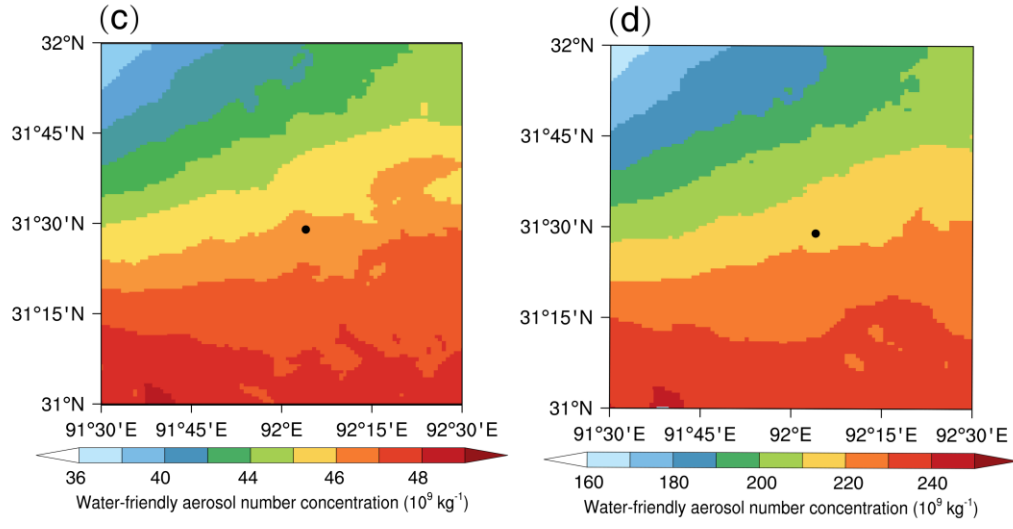 (c)
32°N
31°45'N
31°30'N
31°15'N
31°N
91°30'E 91°45'E 92°E 92°15'E 92°30'E
36 40 44 46 48
Water-friendly aerosol number concentration (10⁹ kg⁻¹)
(d)
32°N
31°45'N
31°30'N
31°15'N
31°N
91°30'E 91°45'E 92°E 92°15'E 92°30'E
160 180 200 220 240
Water-friendly aerosol number concentration (10⁹ kg⁻¹)